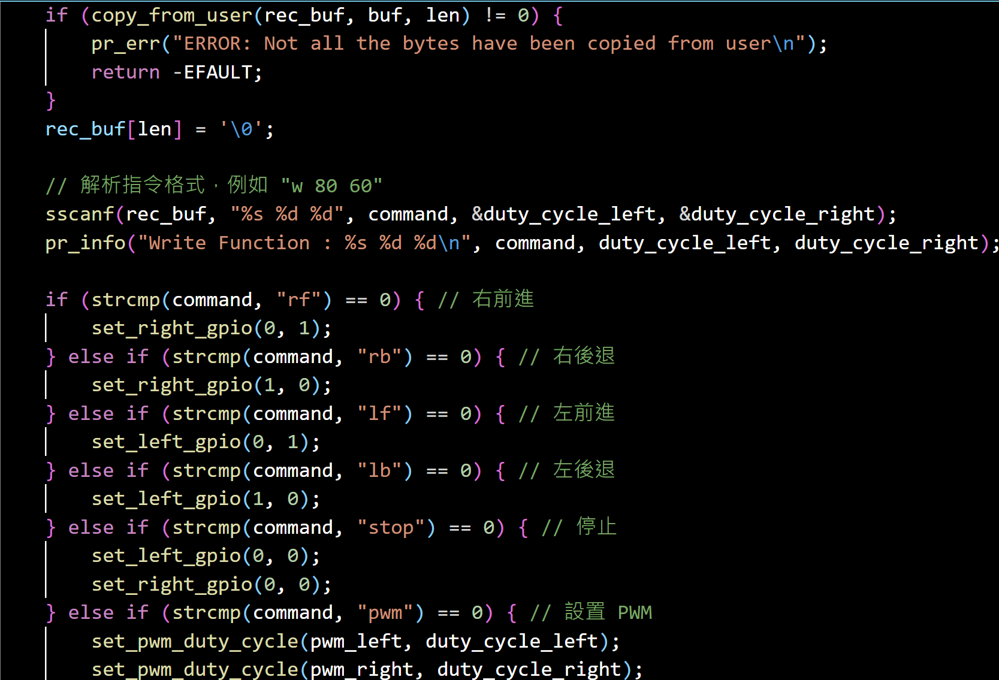 if (copy_from_user(rec_buf, buf, len) != 0) {
pr_err("ERROR: Not all the bytes have been copied from user\n");
return -EFAULT;
}
rec_buf[len] = '\0';
// 解析指令格式，例如 "w 80 60"
sscanf(rec_buf, "%s %d %d", command, &duty_cycle_left, &duty_cycle_right);
pr_info("Write Function : %s %d %d\n", command, duty_cycle_left, duty_cycle_right);
if (strcmp(command, "rf") == 0) { // 右前進
set_right_gpio(0, 1);
} else if (strcmp(command, "rb") == 0) { // 右後退
set_right_gpio(1, 0);
} else if (strcmp(command, "lf") == 0) { // 左前進
set_left_gpio(0, 1);
} else if (strcmp(command, "lb") == 0) { // 左後退
set_left_gpio(1, 0);
} else if (strcmp(command, "stop") == 0) { // 停止
set_left_gpio(0, 0);
set_right_gpio(0, 0);
} else if (strcmp(command, "pwm") == 0) { // 設置 PWM
set_pwm_duty_cycle(pwm_left, duty_cycle_left);
set_pwm_duty_cycle(pwm_right, duty_cycle_right);